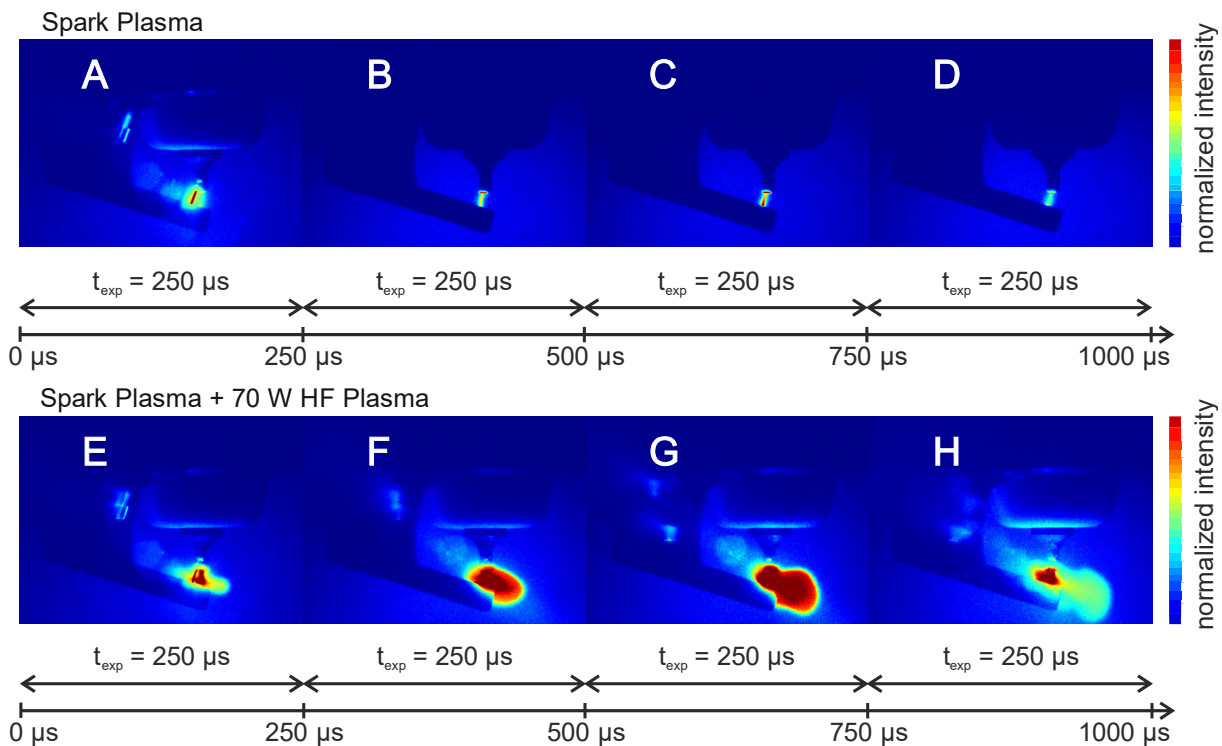 Spark Plasma
A B C D
normalized intensity
t_exp = 250 µs t_exp = 250 µs t_exp = 250 µs t_exp = 250 µs
0 µs 250 µs 500 µs 750 µs 1000 µs
Spark Plasma + 70 W HF Plasma
E F G H
normalized intensity
t_exp = 250 µs t_exp = 250 µs t_exp = 250 µs t_exp = 250 µs
0 µs 250 µs 500 µs 750 µs 1000 µs